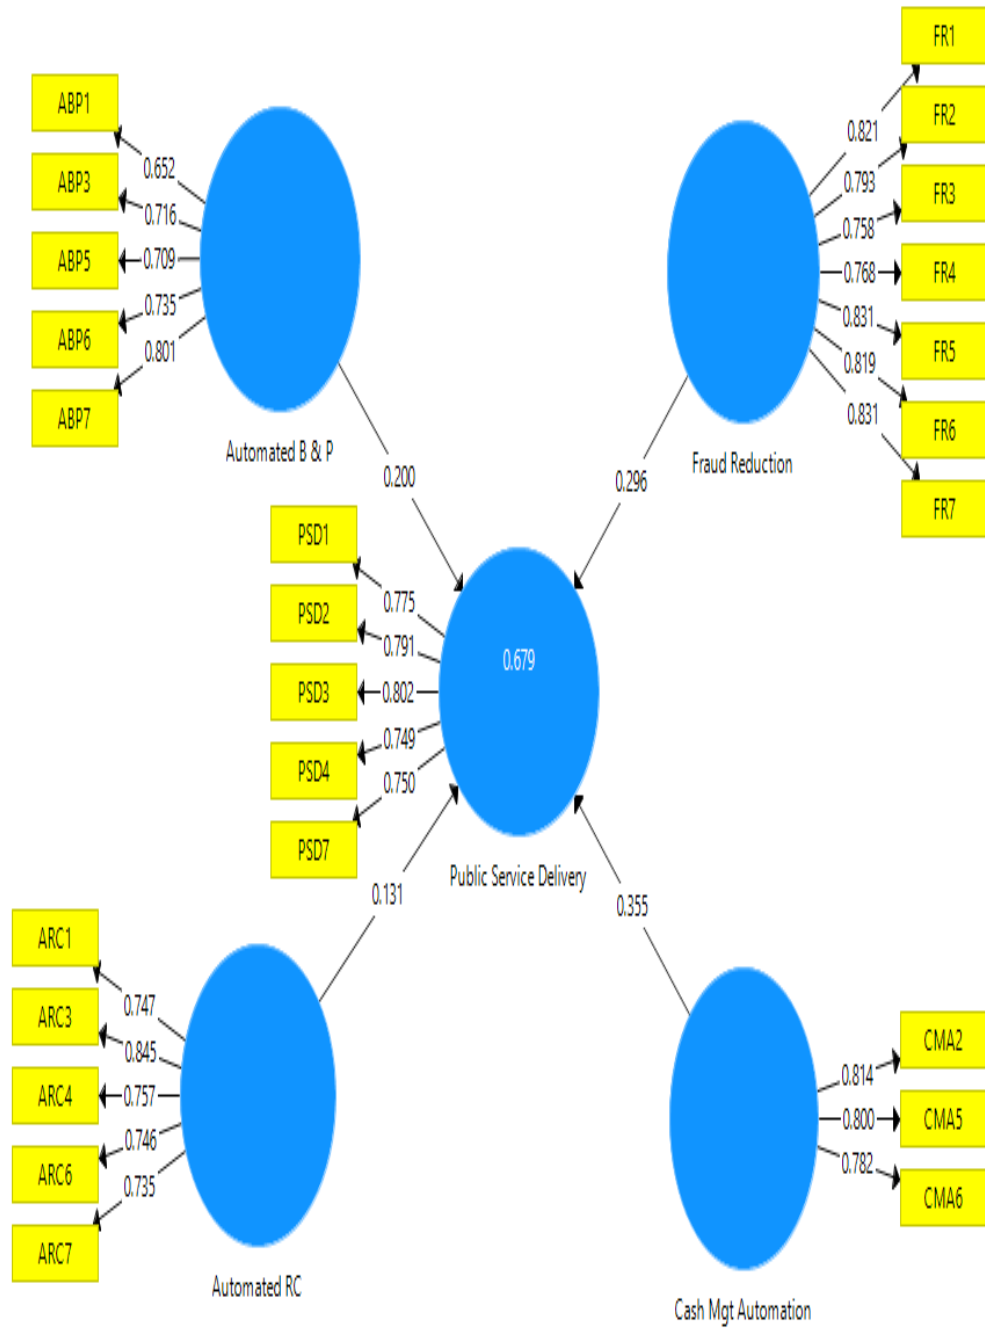 ABP1
ABP3
ABP5
ABP6
ABP7
0.652
0.716
0.709
0.735
0.801
Automated B & P
FR1
FR2
FR3
FR4
FR5
FR6
FR7
0.821
0.793
0.758
0.768
0.831
0.819
0.831
Fraud Reduction
0.200
0.296
PSD1
PSD2
PSD3
PSD4
PSD7
0.775
0.791
0.802
0.749
0.750
0.679
Public Service Delivery
0.131
0.355
ARC1
ARC3
ARC4
ARC6
ARC7
0.747
0.845
0.757
0.746
0.735
Automated RC
CMA2
CMA5
CMA6
0.814
0.800
0.782
Cash Mgt Automation